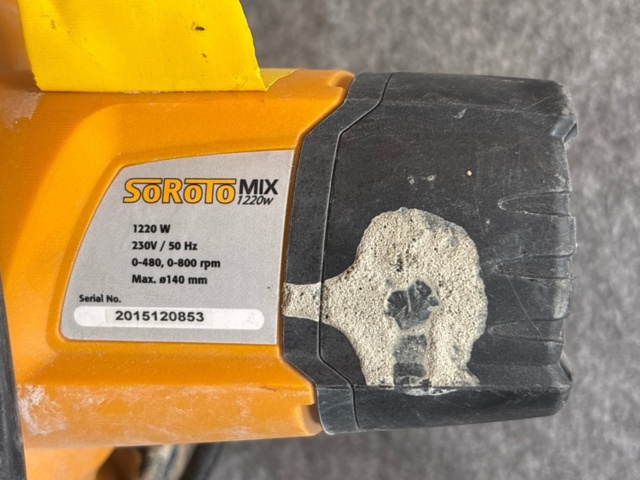 SoRoTo MIX
1220W
1220 W
230V / 50 Hz
0-480, 0-800 rpm
Max. ø140 mm
Serial No.
2015120853